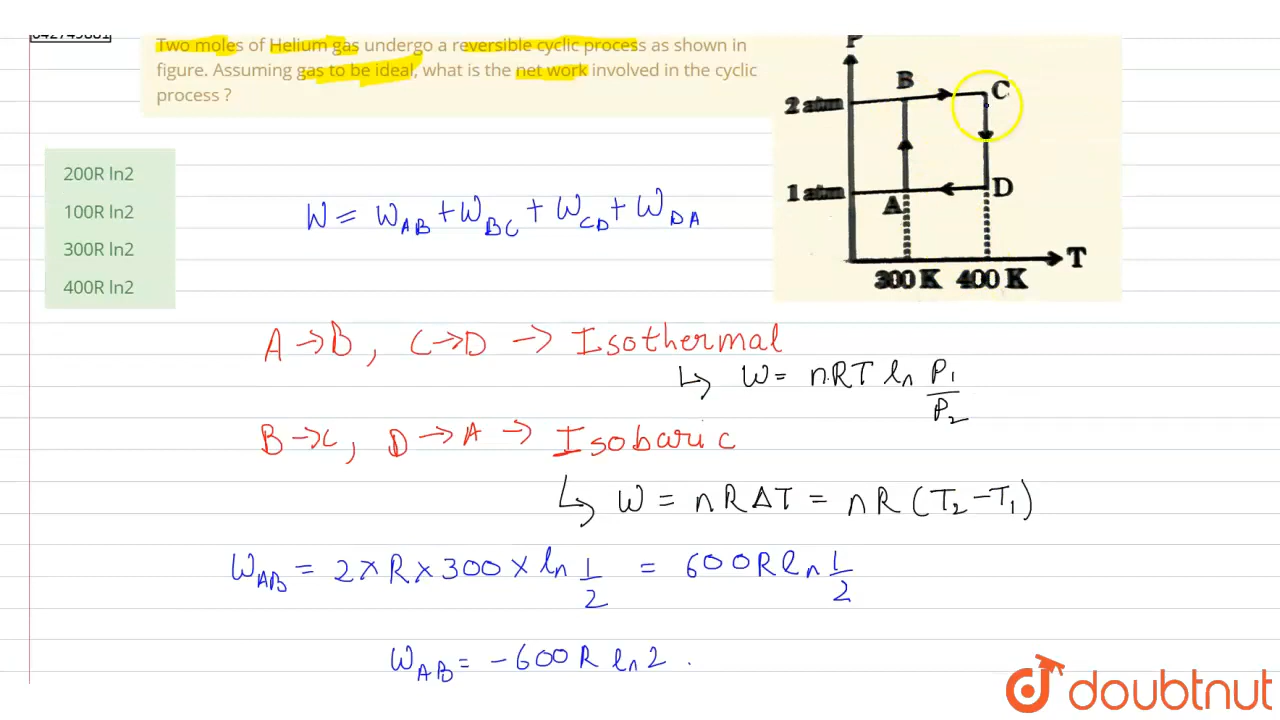 Two moles of Helium gas undergo a reversible cyclic process as shown in
figure. Assuming gas to be ideal, what is the net work involved in the cyclic
process ?
P
B
C
2 atm
1 atm
A
D
T
300 K 400 K
200R ln2
100R ln2
300R ln2
400R ln2
W = W_AB + W_BC + W_CD + W_DA
A → B , C → D → Isothermal
↳ W = nRT ln P₁/P₂
B → C , D → A → Isobaric
↳ W = nRΔT = nR (T₂ - T₁)
W_AB = 2 × R × 300 × ln 1/2 = 600R ln 1/2
W_AB = - 600 R ln 2 .
doubtnut